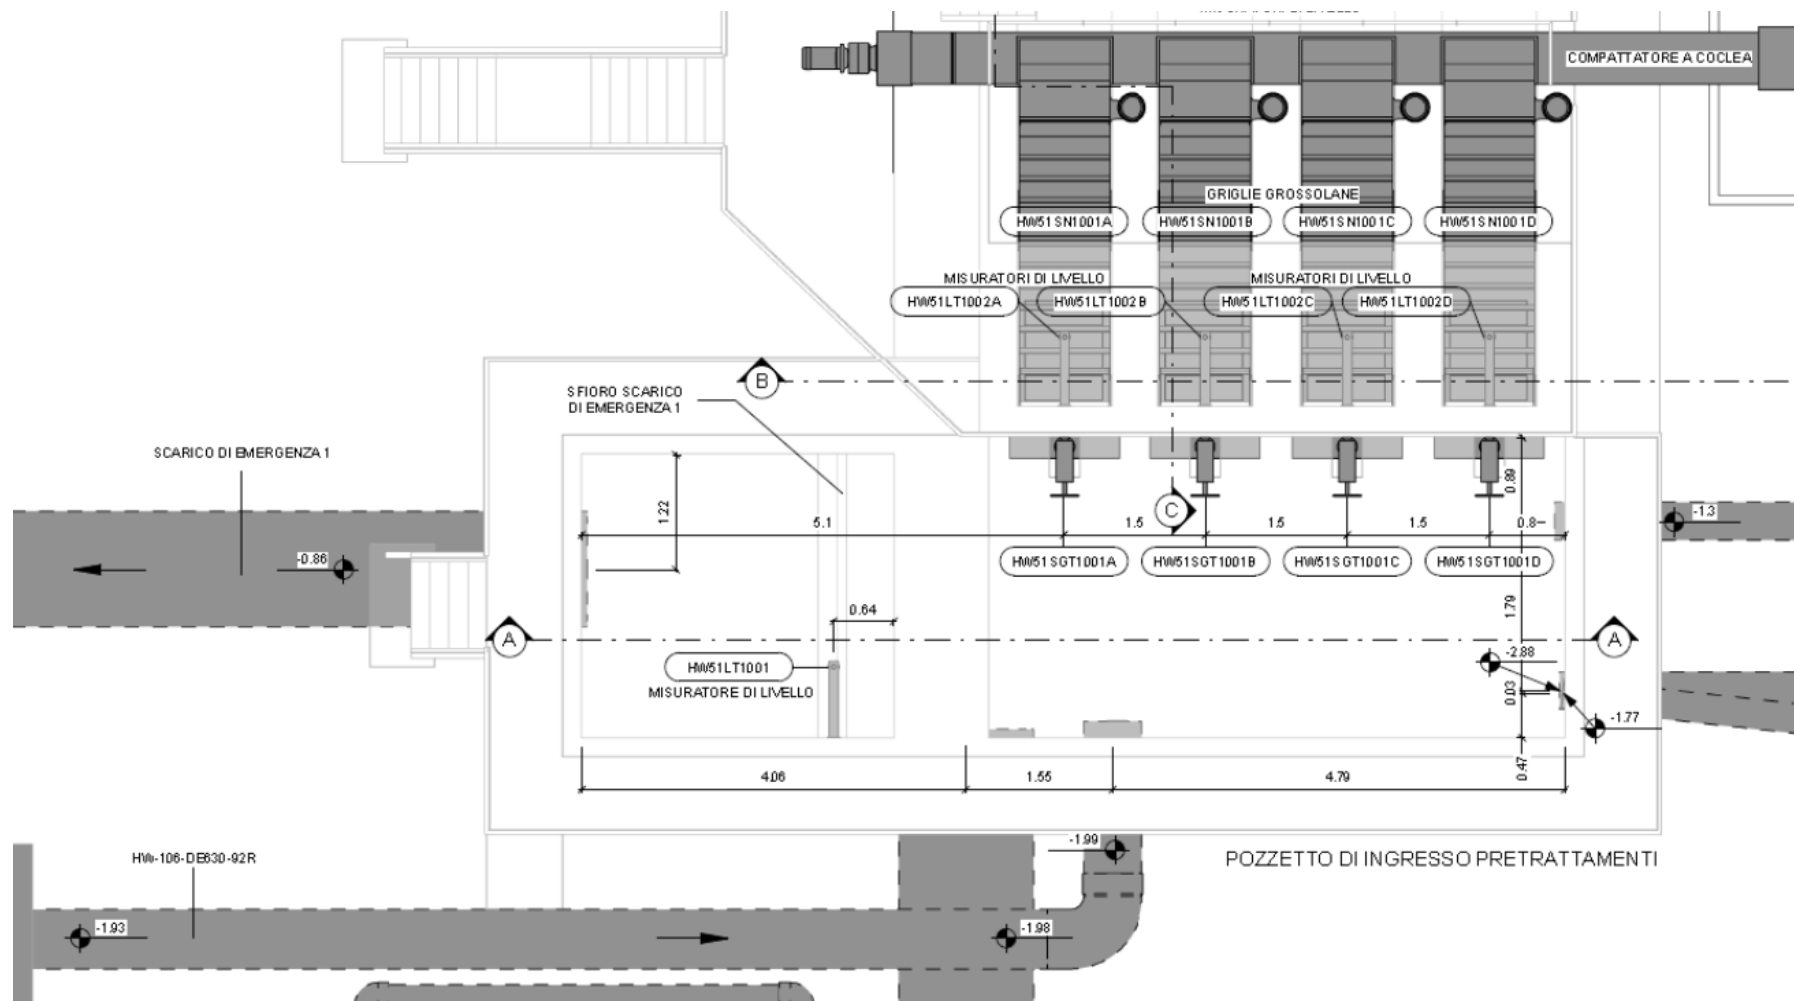 COMPATTATORE A COCLEA
GRIGLIE GROSSOLANE
HW51SN1001A
HW51SN1001B
HW51SN1001C
HW51SN1001D
MISURATORI DI LIVELLO
MISURATORI DI LIVELLO
HW51LT1002A
HW51LT1002B
HW51LT1002C
HW51LT1002D
B
SFIORO SCARICO
DI EMERGENZA 1
SCARICO DI EMERGENZA 1
0.89
1.22
C
5.1
1.5
1.5
1.5
0.8
-1.3
-0.86
HW51SGT1001A
HW51SGT1001B
HW51SGT1001C
HW51SGT1001D
0.64
1.79
A
A
-2.88
HW51LT1001
MISURATORE DI LIVELLO
0.03
-1.77
4.06
1.55
4.79
0.47
-1.99
HW-106-DE630-92R
POZZETTO DI INGRESSO PRETRATTAMENTI
-1.93
-1.98